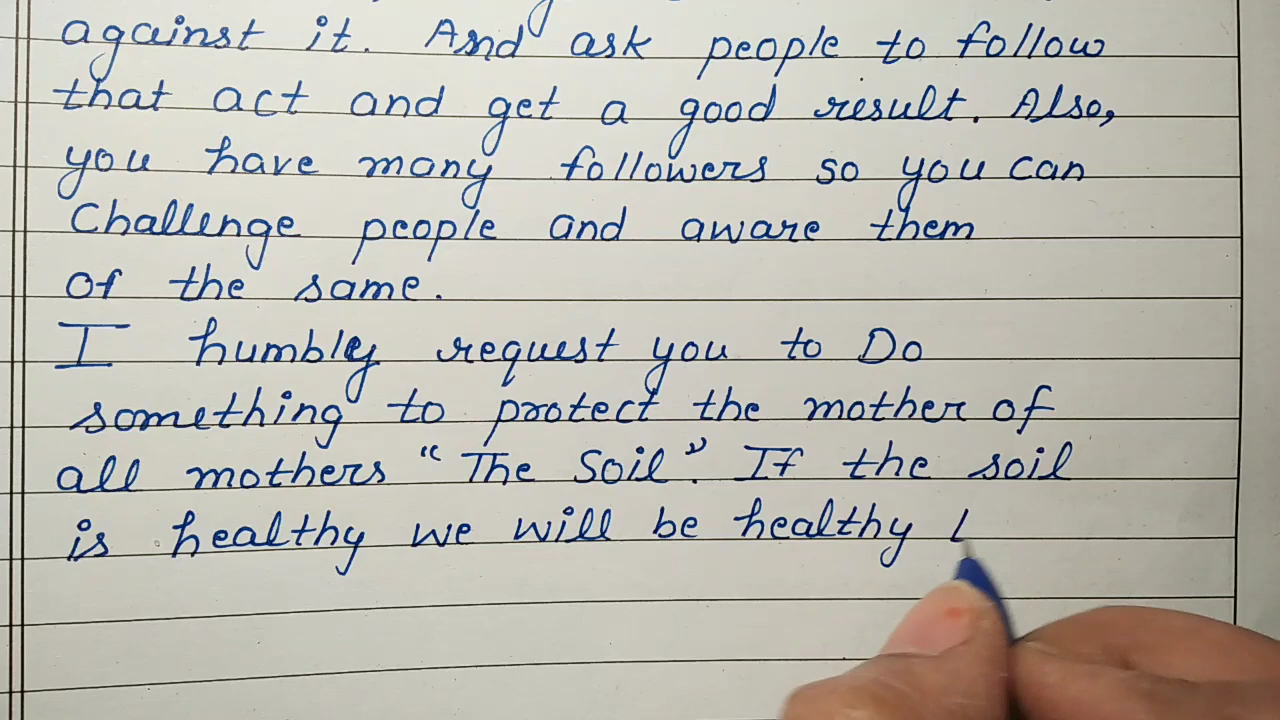 against it. And ask people to follow
that act and get a good result. Also,
you have many followers so you can
Challenge people and aware them
of the same.
I humbly request you to Do
something to protect the mother of
all mothers "The Soil". If the soil
is healthy we will be healthy